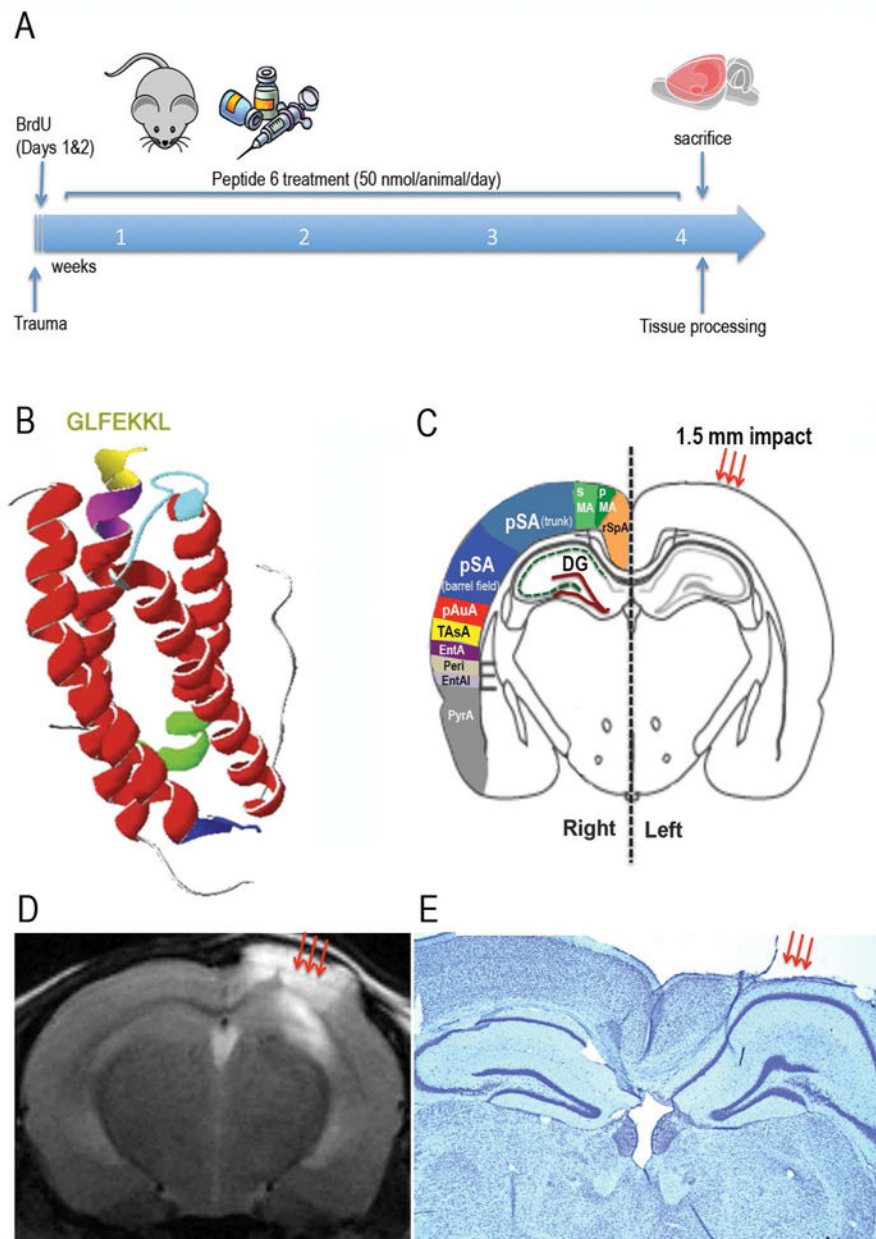 A
BrdU
(Days 1&2)
sacrifice
Peptide 6 treatment (50 nmol/animal/day)
1 2 3 4
weeks
Trauma
Tissue processing
B
GLFEKKL
C
1.5 mm impact
s p
MA MA
rSpA
pSA (trunk)
DG
pSA
(barrel field)
pAuA
TAsA
EntA
Peri
EntAl
PyrA
Right Left
D
E